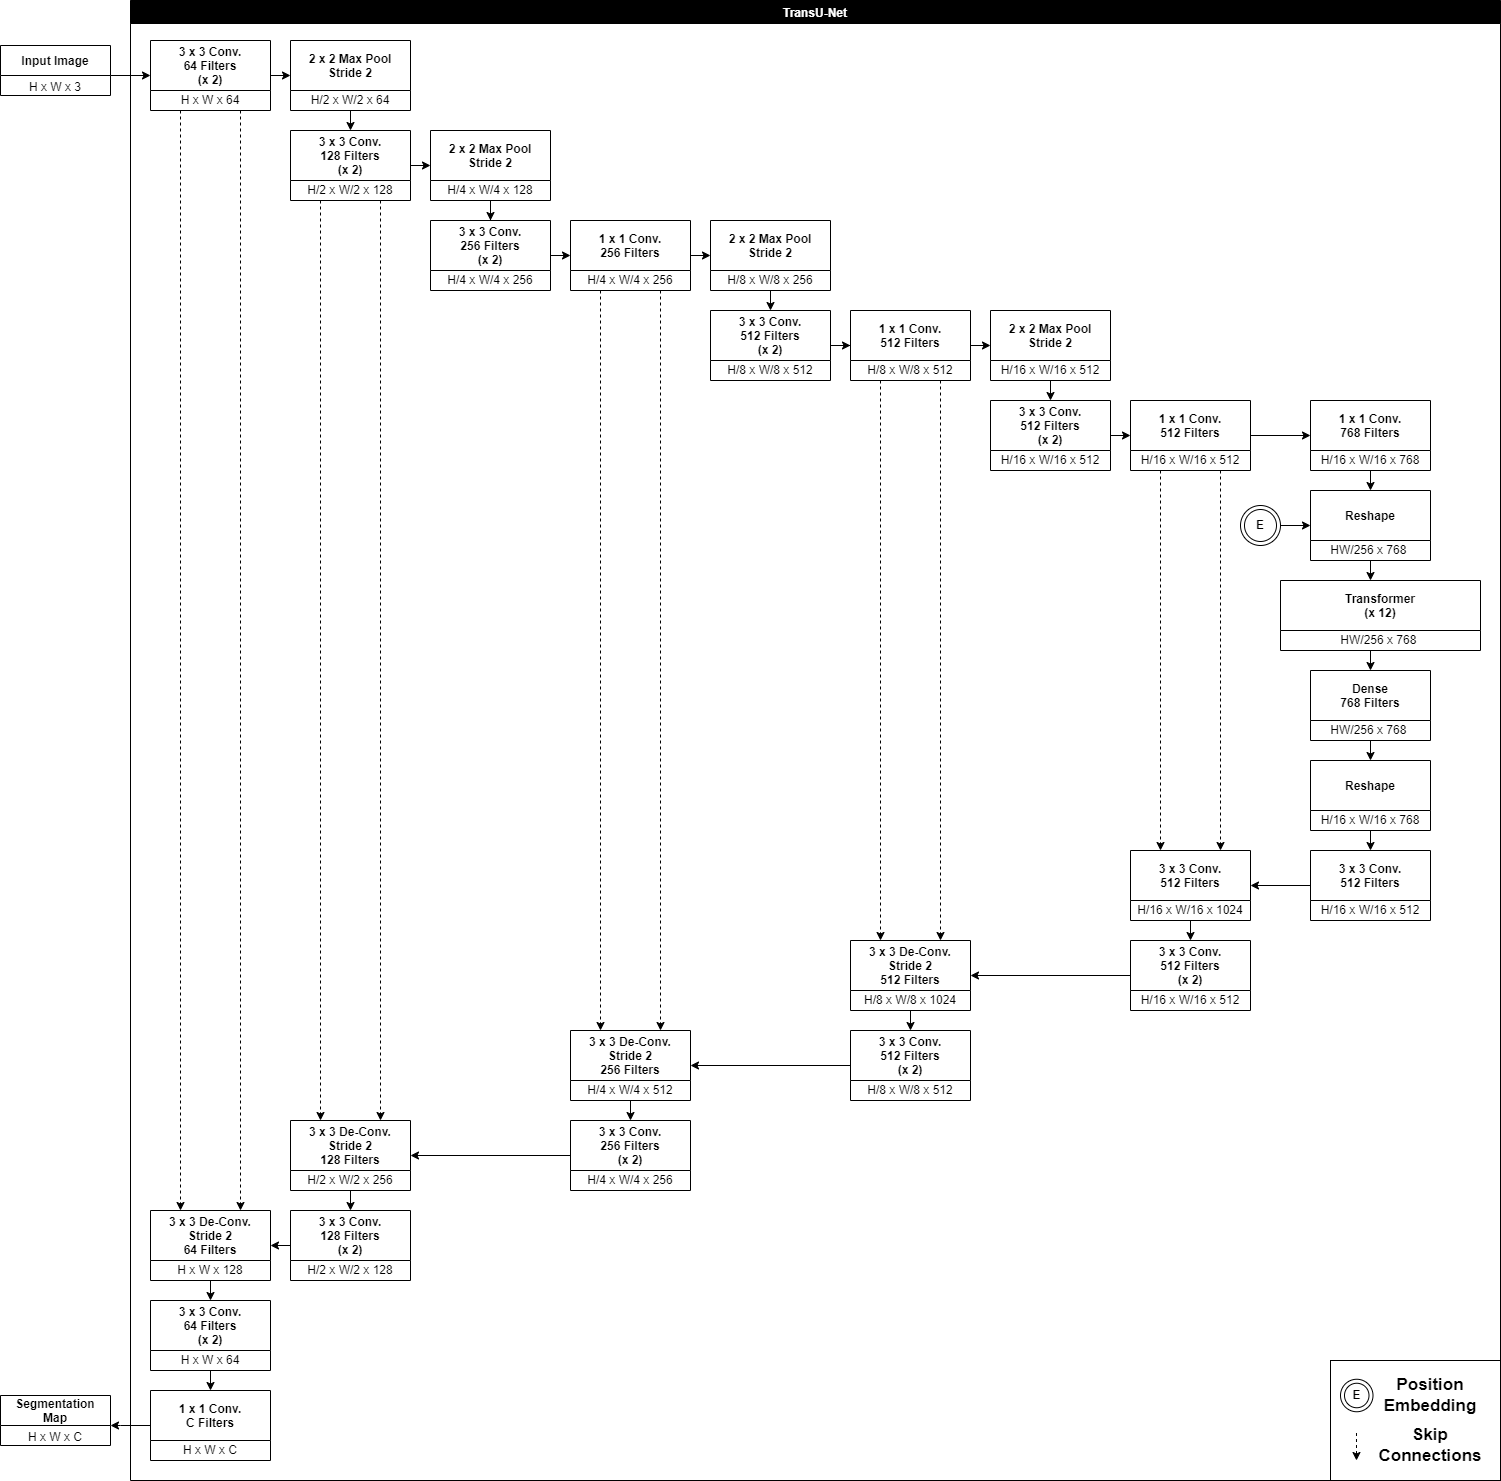 TransU-Net
Input Image
H x W x 3
3 x 3 Conv.
64 Filters
(x 2)
H x W x 64
2 x 2 Max Pool
Stride 2
H/2 x W/2 x 64
3 x 3 Conv.
128 Filters
(x 2)
H/2 x W/2 x 128
2 x 2 Max Pool
Stride 2
H/4 x W/4 x 128
3 x 3 Conv.
256 Filters
(x 2)
H/4 x W/4 x 256
1 x 1 Conv.
256 Filters
H/4 x W/4 x 256
2 x 2 Max Pool
Stride 2
H/8 x W/8 x 256
3 x 3 Conv.
512 Filters
(x 2)
H/8 x W/8 x 512
1 x 1 Conv.
512 Filters
H/8 x W/8 x 512
2 x 2 Max Pool
Stride 2
H/16 x W/16 x 512
3 x 3 Conv.
512 Filters
(x 2)
H/16 x W/16 x 512
1 x 1 Conv.
512 Filters
H/16 x W/16 x 512
1 x 1 Conv.
768 Filters
H/16 x W/16 x 768
E
Reshape
HW/256 x 768
Transformer
(x 12)
HW/256 x 768
Dense
768 Filters
HW/256 x 768
Reshape
H/16 x W/16 x 768
3 x 3 Conv.
512 Filters
H/16 x W/16 x 512
3 x 3 Conv.
512 Filters
H/16 x W/16 x 1024
3 x 3 Conv.
512 Filters
(x 2)
H/16 x W/16 x 512
3 x 3 De-Conv.
Stride 2
512 Filters
H/8 x W/8 x 1024
3 x 3 Conv.
512 Filters
(x 2)
H/8 x W/8 x 512
3 x 3 De-Conv.
Stride 2
256 Filters
H/4 x W/4 x 512
3 x 3 Conv.
256 Filters
(x 2)
H/4 x W/4 x 256
3 x 3 De-Conv.
Stride 2
128 Filters
H/2 x W/2 x 256
3 x 3 Conv.
128 Filters
(x 2)
H/2 x W/2 x 128
3 x 3 De-Conv.
Stride 2
64 Filters
H x W x 128
3 x 3 Conv.
64 Filters
(x 2)
H x W x 64
1 x 1 Conv.
C Filters
H x W x C
Segmentation
Map
H x W x C
E
Position
Embedding
Skip
Connections